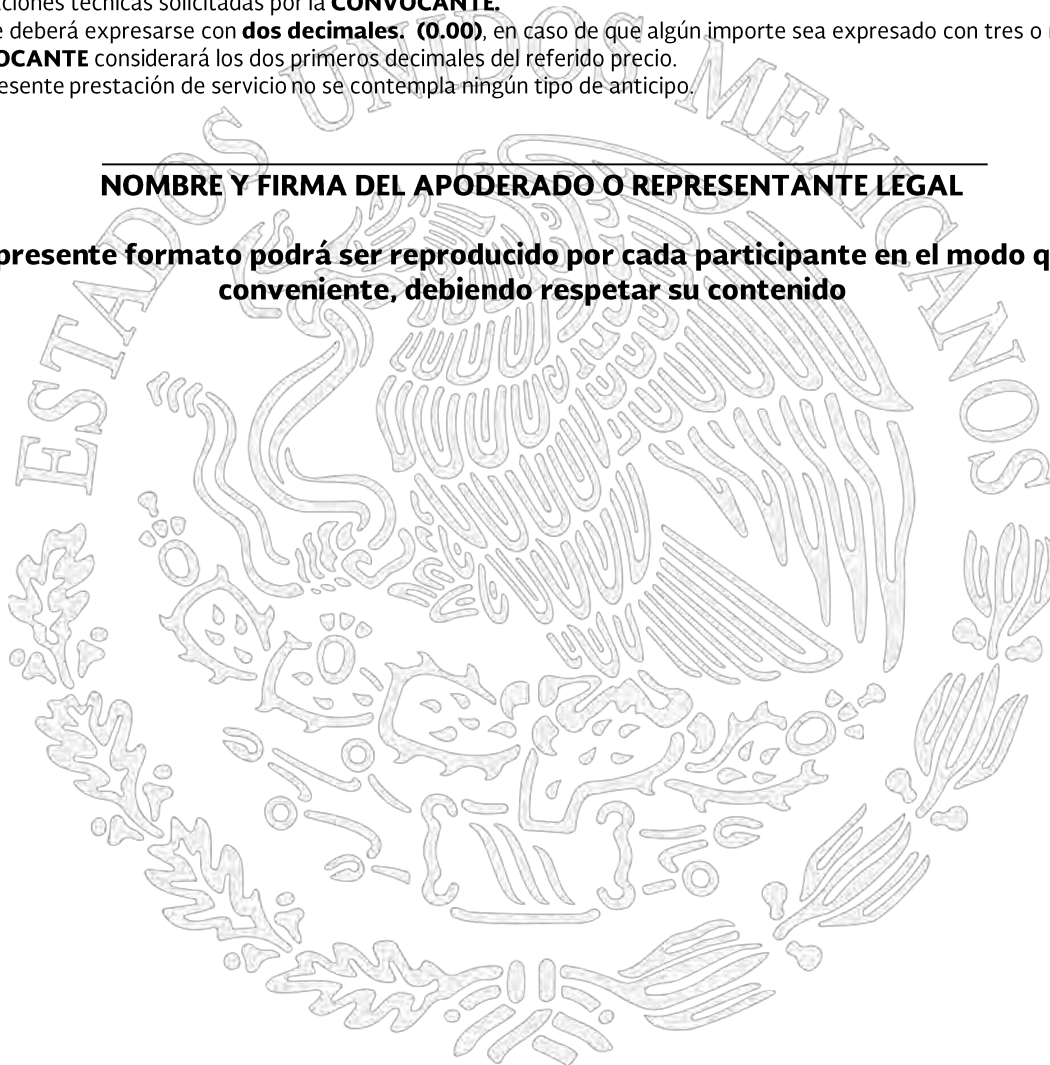 ciones técnicas solicitadas por la CONVOCANTE.
deberá expresarse con dos decimales. (0.00), en caso de que algún importe sea expresado con tres o
OCANTE considerará los dos primeros decimales del referido precio.
esente prestación de servicio no se contempla ningún tipo de anticipo.
ESTADOS UNIDOS MEXICANOS
NOMBRE Y FIRMA DEL APODERADO O REPRESENTANTE LEGAL
presente formato podrá ser reproducido por cada participante en el modo q
conveniente, debiendo respetar su contenido